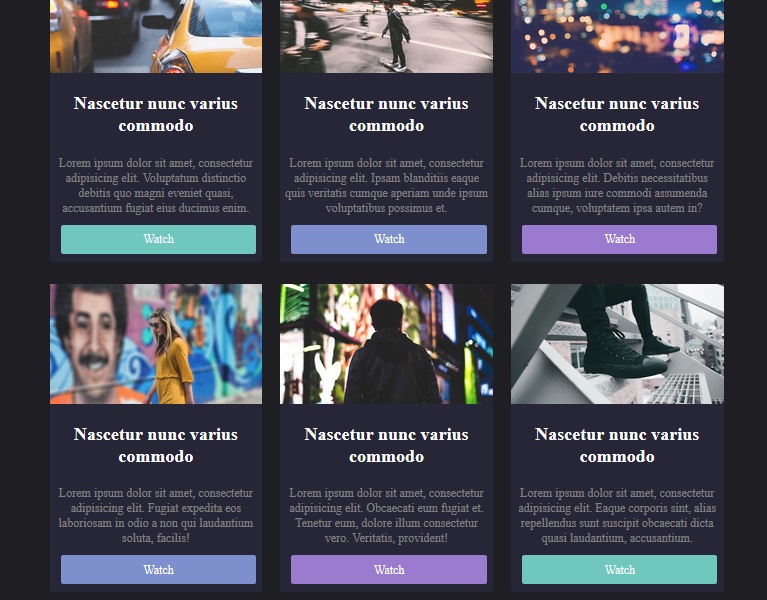 Nascetur nunc varius
commodo
Lorem ipsum dolor sit amet, consectetur
adipisicing elit. Voluptatum distinctio
debitis quo magni eveniet quasi,
accusantium fugiat eius ducimus enim.
Watch
Nascetur nunc varius
commodo
Lorem ipsum dolor sit amet, consectetur
adipisicing elit. Ipsam blanditiis eaque
quis veritatis cumque aperiam unde ipsum
voluptatibus possimus et.
Watch
Nascetur nunc varius
commodo
Lorem ipsum dolor sit amet, consectetur
adipisicing elit. Debitis necessitatibus
alias ipsum iure commodi assumenda
cumque, voluptatem ipsa autem in?
Watch
Nascetur nunc varius
commodo
Lorem ipsum dolor sit amet, consectetur
adipisicing elit. Fugiat expedita eos
laboriosam in odio a non qui laudantium
soluta, facilis!
Watch
Nascetur nunc varius
commodo
Lorem ipsum dolor sit amet, consectetur
adipisicing elit. Obcaecati eum fugiat et.
Tenetur eum, dolore illum consectetur
vero. Veritatis, provident!
Watch
Nascetur nunc varius
commodo
Lorem ipsum dolor sit amet, consectetur
adipisicing elit. Eaque corporis sint, alias
repellendus sunt suscipit obcaecati dicta
quasi laudantium, accusantium.
Watch